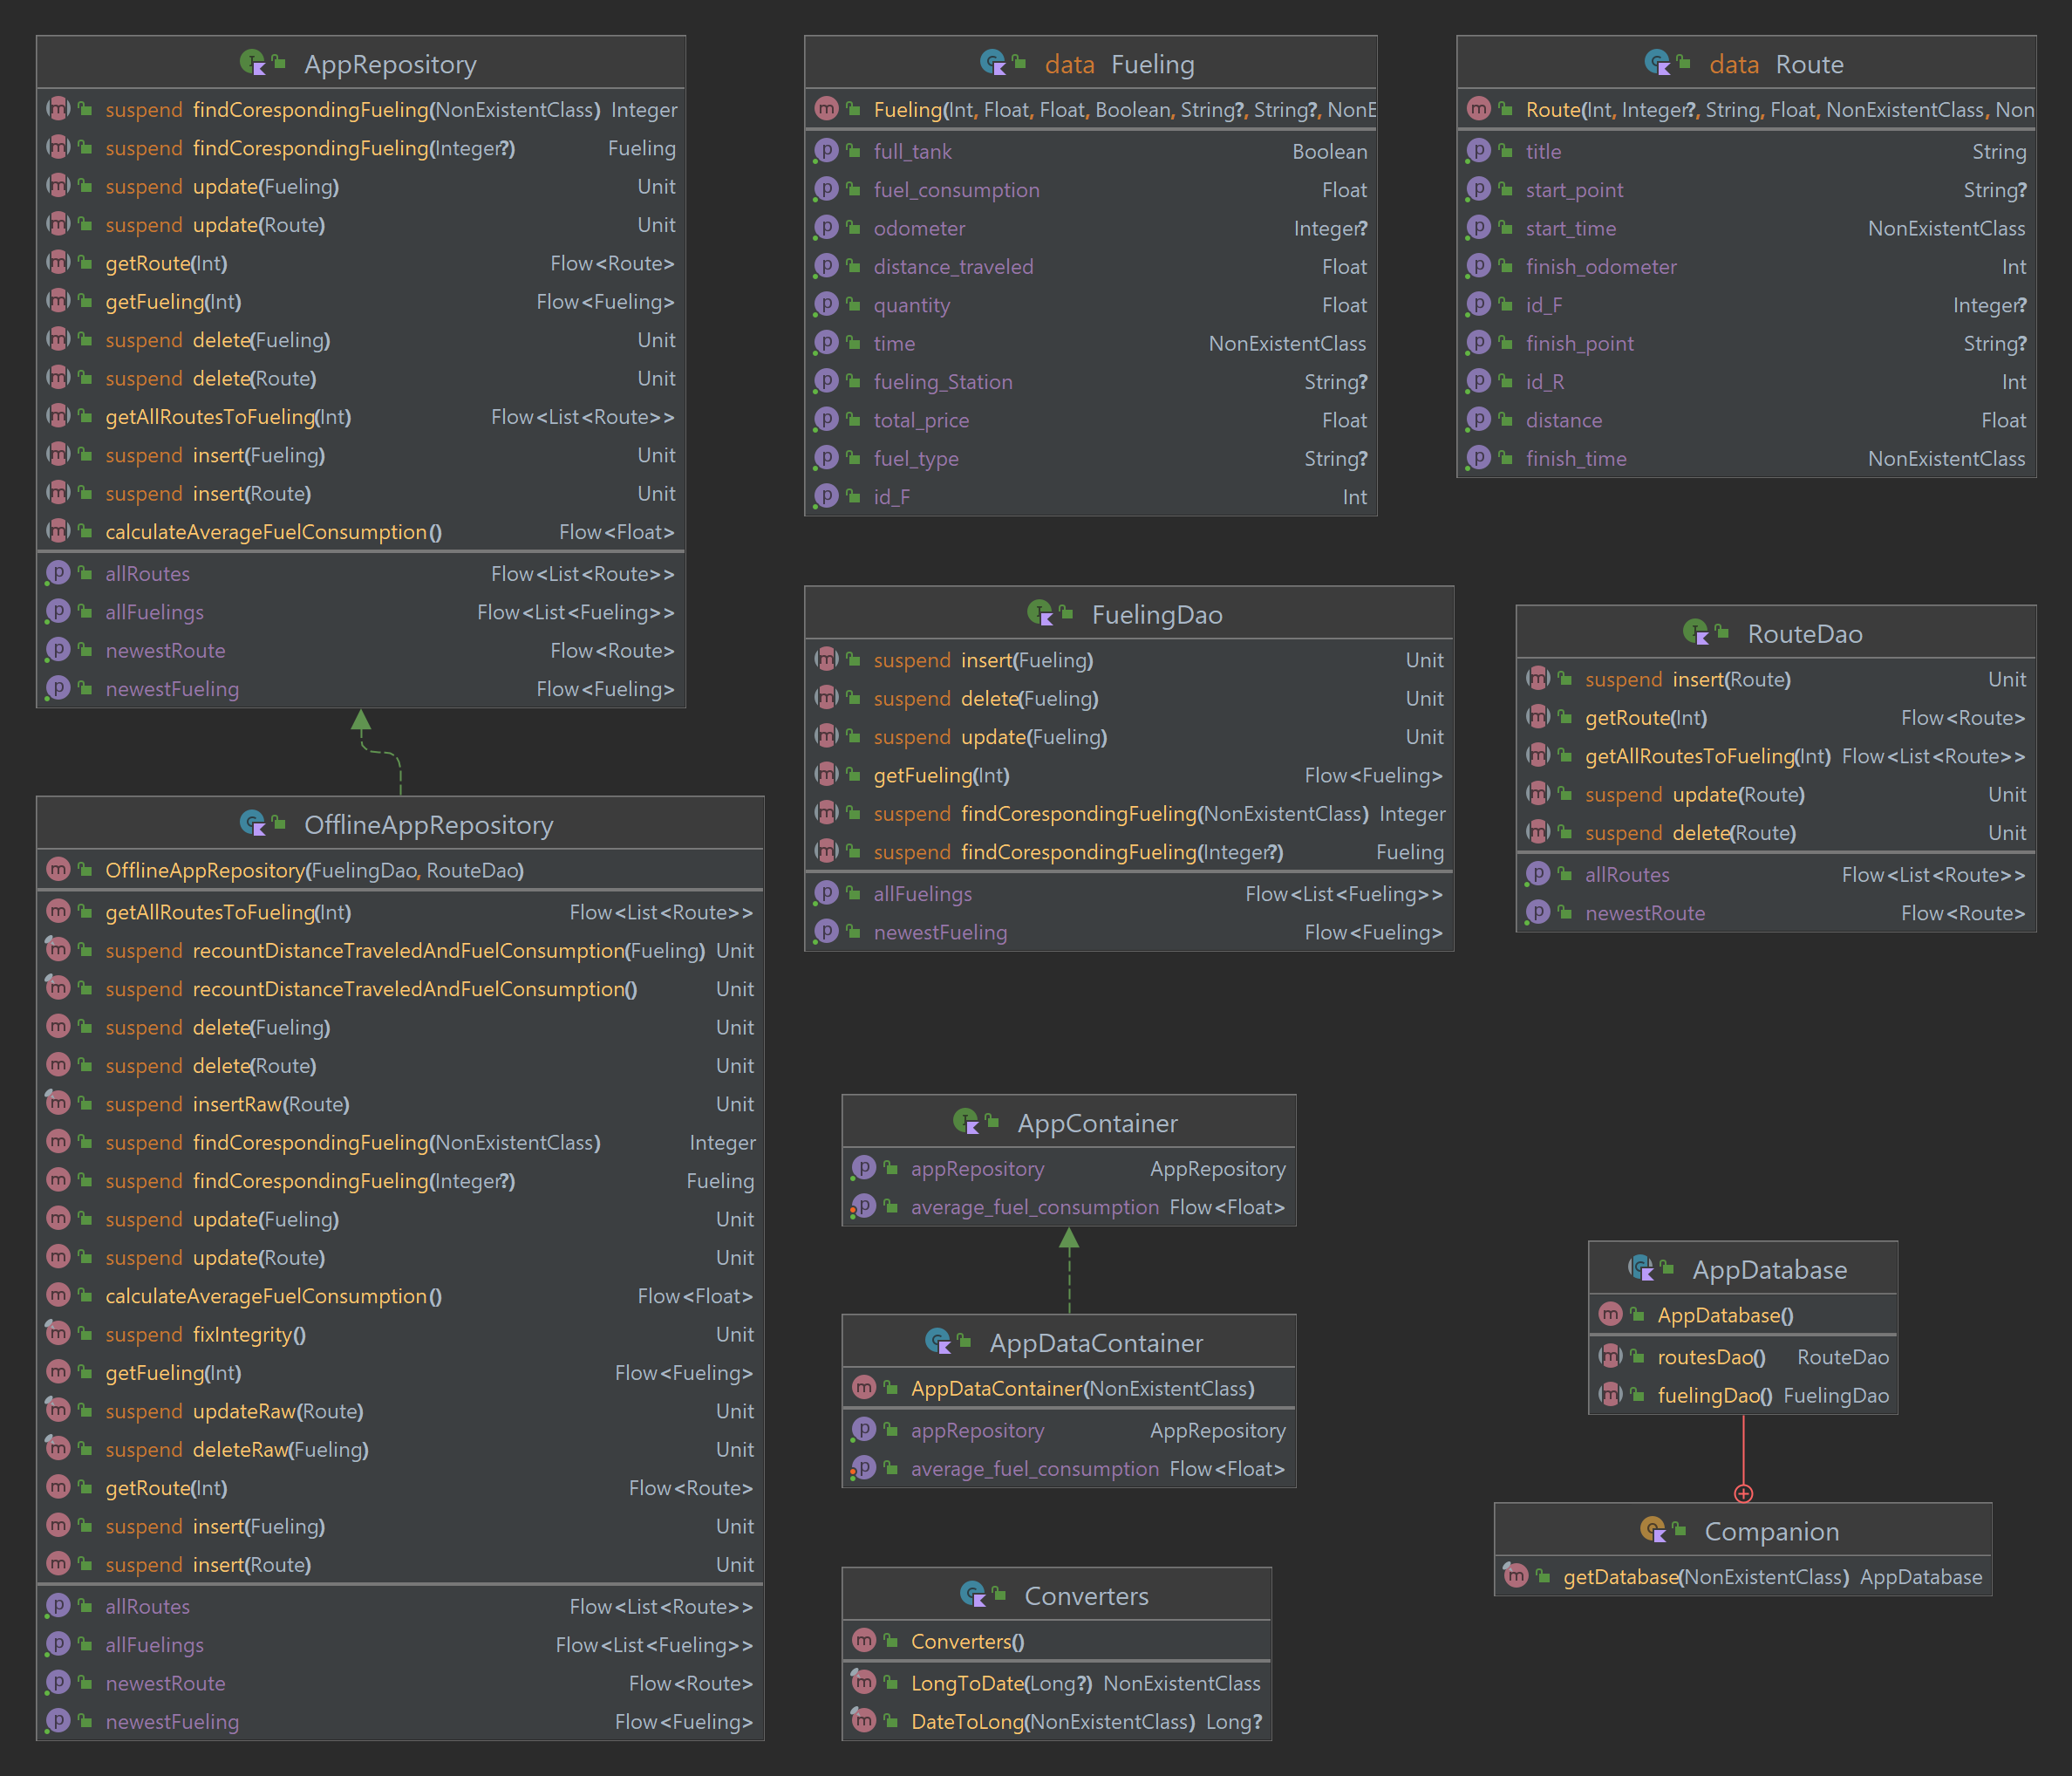 AppRepository
suspend findCorespondingFueling(NonExistentClass) Integer
suspend findCorespondingFueling(Integer?) Fueling
suspend update(Fueling) Unit
suspend update(Route) Unit
getRoute(Int) Flow<Route>
getFueling(Int) Flow<Fueling>
suspend delete(Fueling) Unit
suspend delete(Route) Unit
getAllRoutesToFueling(Int) Flow<List<Route>>
suspend insert(Fueling) Unit
suspend insert(Route) Unit
calculateAverageFuelConsumption() Flow<Float>
allRoutes Flow<List<Route>>
allFuelings Flow<List<Fueling>>
newestRoute Flow<Route>
newestFueling Flow<Fueling>
data Fueling
Fueling(Int, Float, Float, Boolean, String?, String?, NonE
full_tank Boolean
fuel_consumption Float
odometer Integer?
distance_traveled Float
quantity Float
time NonExistentClass
fueling_Station String?
total_price Float
fuel_type String?
id_F Int
data Route
Route(Int, Integer?, String, Float, NonExistentClass, Non
title String
start_point String?
start_time NonExistentClass
finish_odometer Int
id_F Integer?
finish_point String?
id_R Int
distance Float
finish_time NonExistentClass
FuelingDao
suspend insert(Fueling) Unit
suspend delete(Fueling) Unit
suspend update(Fueling) Unit
getFueling(Int) Flow<Fueling>
suspend findCorespondingFueling(NonExistentClass) Integer
suspend findCorespondingFueling(Integer?) Fueling
allFuelings Flow<List<Fueling>>
newestFueling Flow<Fueling>
RouteDao
suspend insert(Route) Unit
getRoute(Int) Flow<Route>
getAllRoutesToFueling(Int) Flow<List<Route>>
suspend update(Route) Unit
suspend delete(Route) Unit
allRoutes Flow<List<Route>>
newestRoute Flow<Route>
OfflineAppRepository
OfflineAppRepository(FuelingDao, RouteDao)
getAllRoutesToFueling(Int) Flow<List<Route>>
suspend recountDistanceTraveledAndFuelConsumption(Fueling) Unit
suspend recountDistanceTraveledAndFuelConsumption() Unit
suspend delete(Fueling) Unit
suspend delete(Route) Unit
suspend insertRaw(Route) Unit
suspend findCorespondingFueling(NonExistentClass) Integer
suspend findCorespondingFueling(Integer?) Fueling
suspend update(Fueling) Unit
suspend update(Route) Unit
calculateAverageFuelConsumption() Flow<Float>
suspend fixIntegrity() Unit
getFueling(Int) Flow<Fueling>
suspend updateRaw(Route) Unit
suspend deleteRaw(Fueling) Unit
getRoute(Int) Flow<Route>
suspend insert(Fueling) Unit
suspend insert(Route) Unit
allRoutes Flow<List<Route>>
allFuelings Flow<List<Fueling>>
newestRoute Flow<Route>
newestFueling Flow<Fueling>
AppContainer
appRepository AppRepository
average_fuel_consumption Flow<Float>
AppDataContainer
AppDataContainer(NonExistentClass)
appRepository AppRepository
average_fuel_consumption Flow<Float>
Converters
Converters()
LongToDate(Long?) NonExistentClass
DateToLong(NonExistentClass) Long?
AppDatabase
AppDatabase()
routesDao() RouteDao
fuelingDao() FuelingDao
Companion
getDatabase(NonExistentClass) AppDatabase